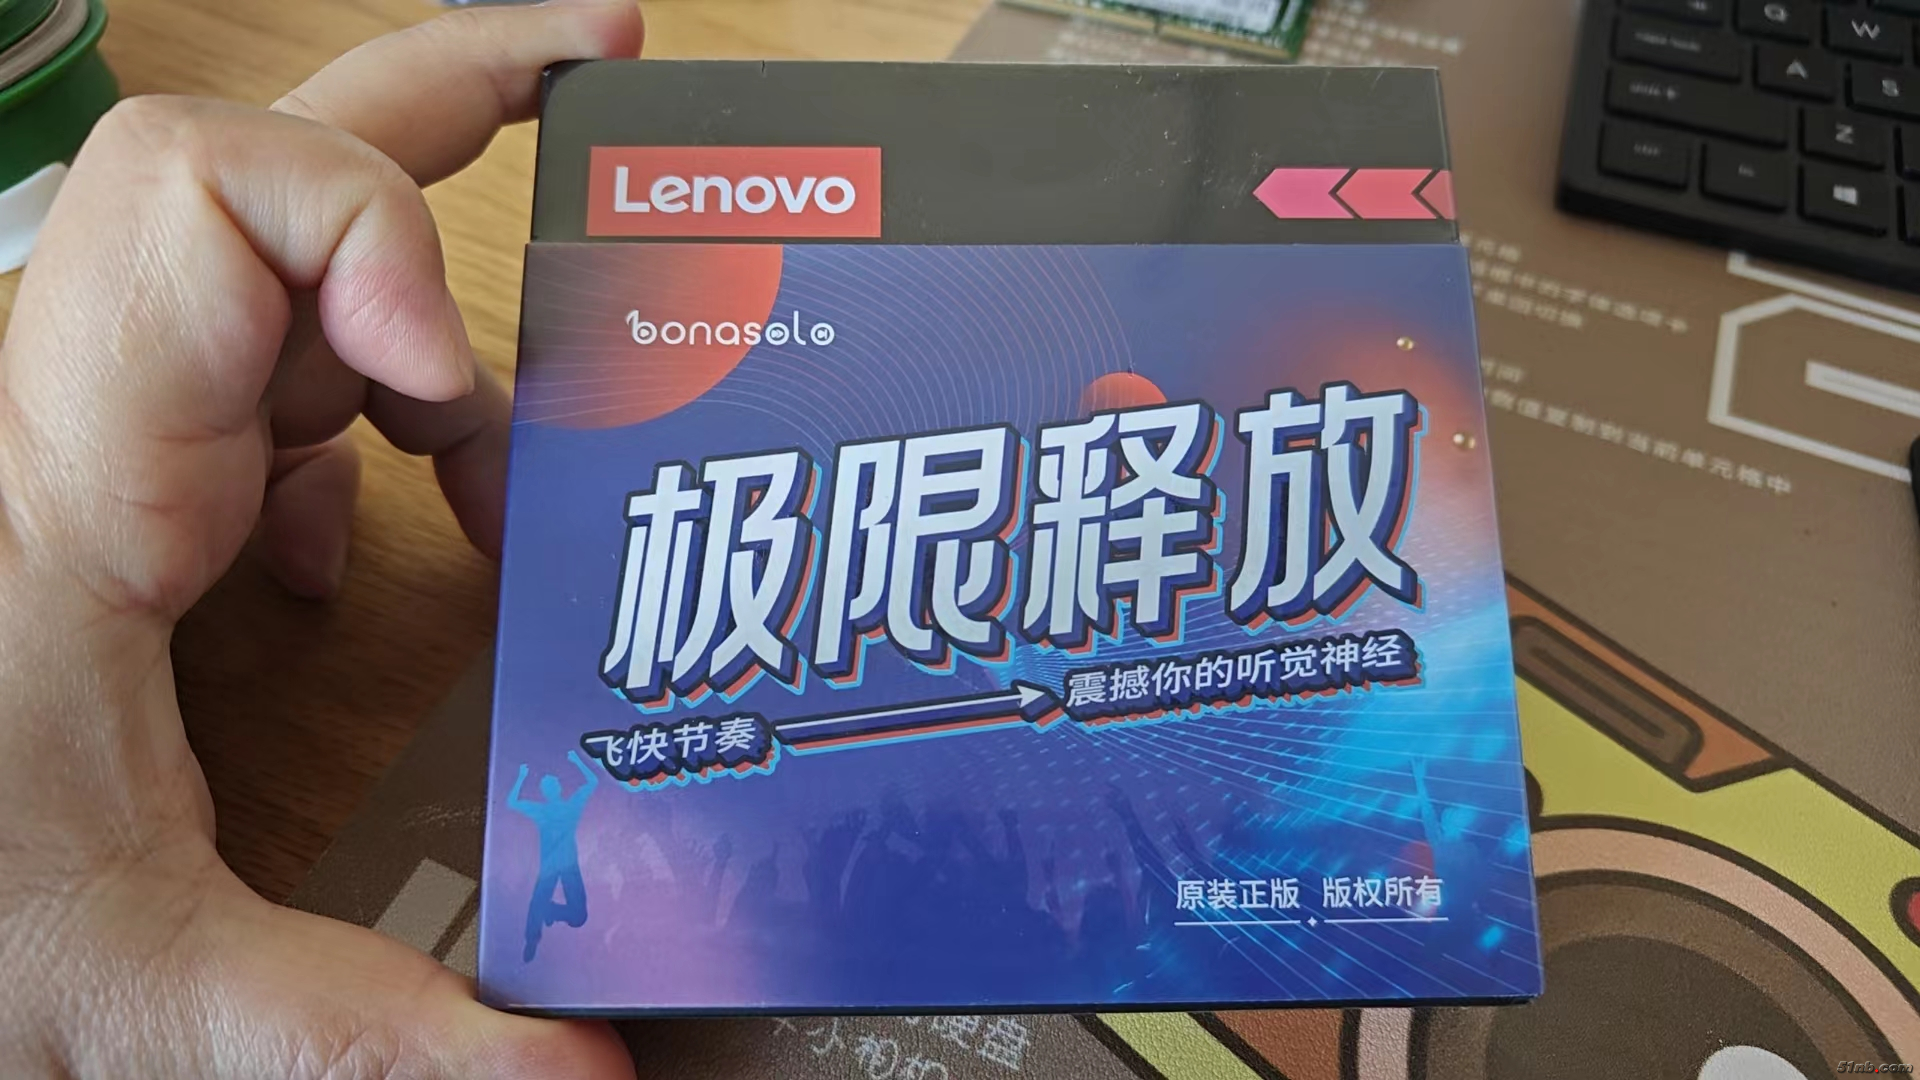 Lenovo
bonasolo
极限释放
飞快节奏
震撼你的听觉神经
原装正版 版权所有
Q
W
A
S
Z
51nb.com